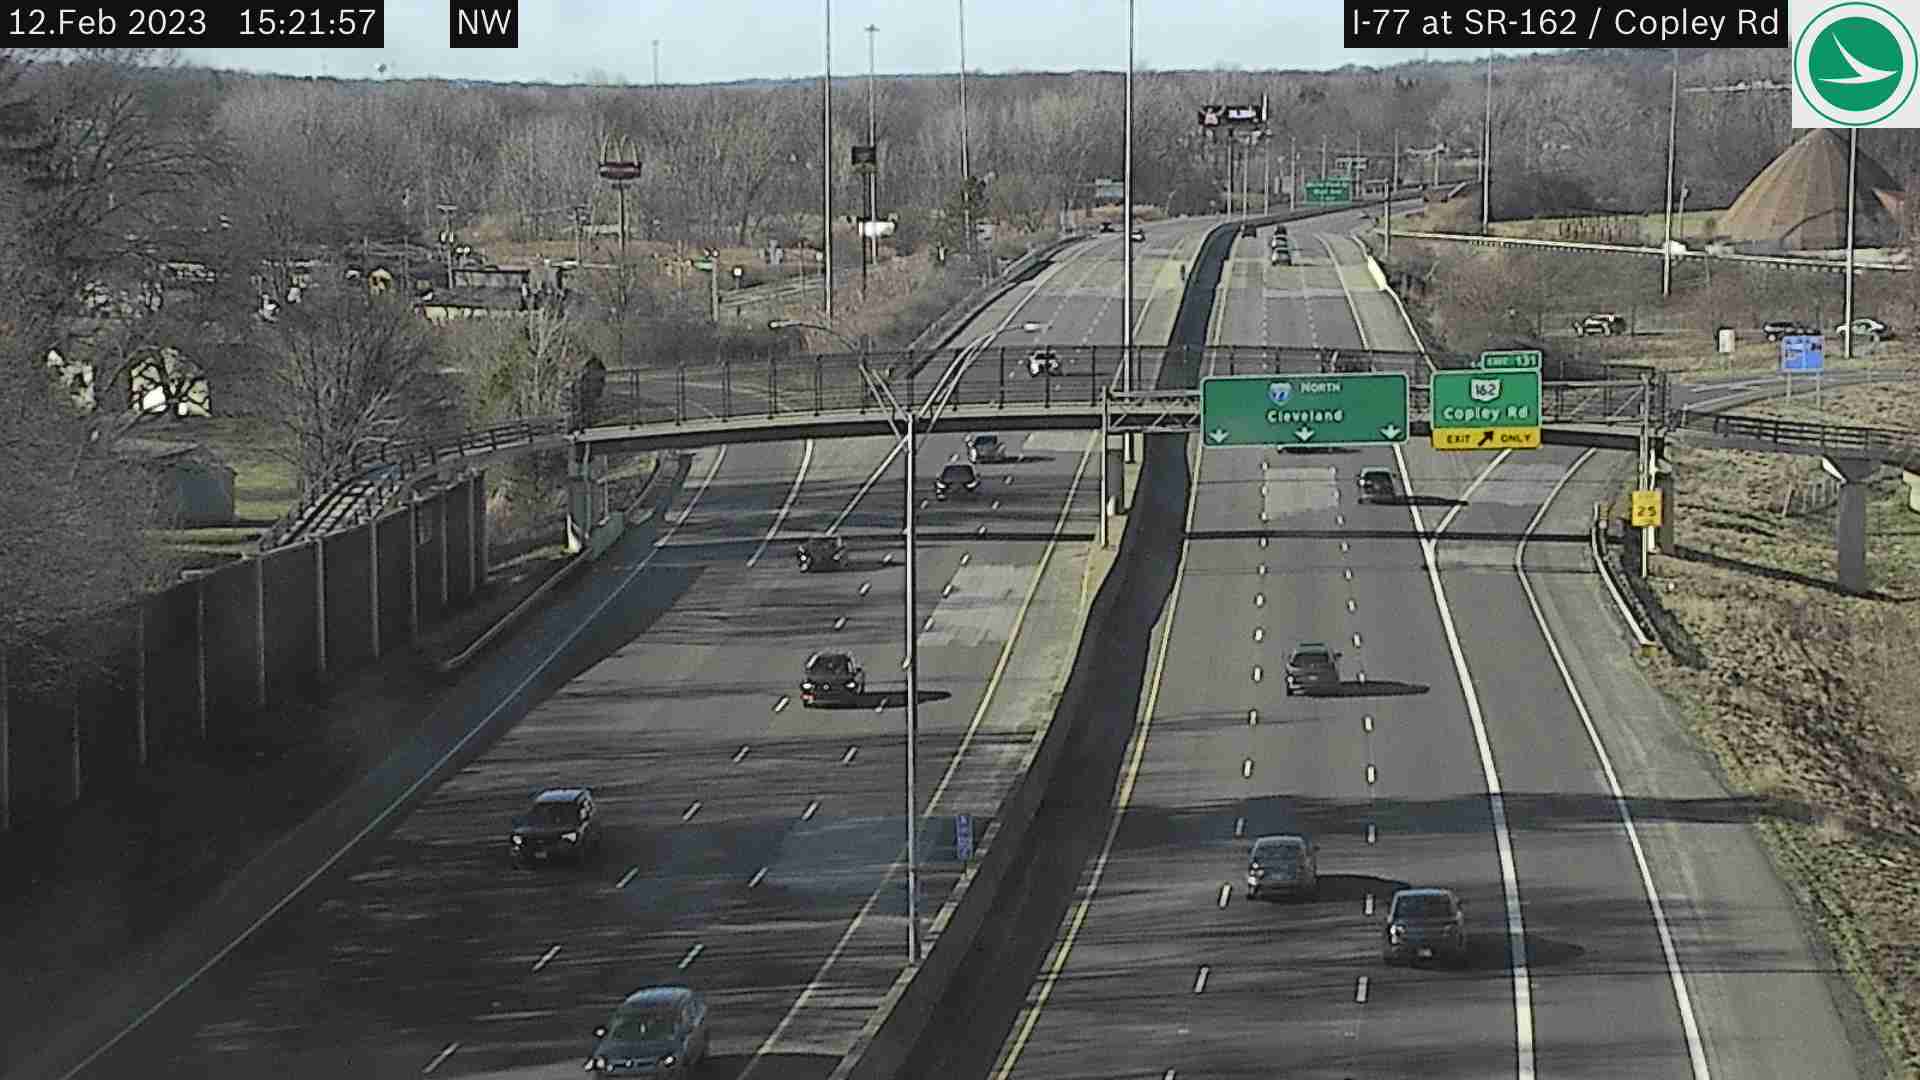 12.Feb 2023 15:21:57
NW
I-77 at SR-162 / Copley Rd
EXIT 131
NORTH
Cleveland
162
Copley Rd
EXIT ONLY
25